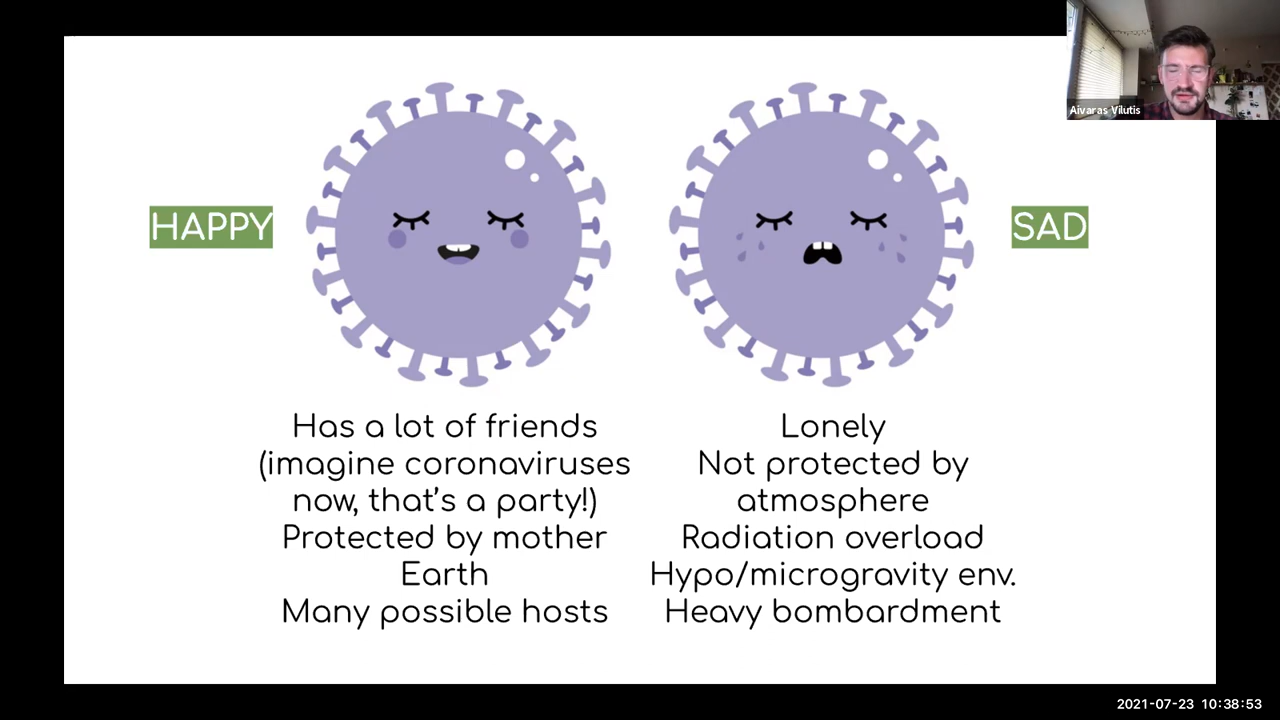 Aivaras Vilutis
HAPPY
SAD
Has a lot of friends
(imagine coronaviruses
now, that's a party!)
Protected by mother
Earth
Many possible hosts
Lonely
Not protected by
atmosphere
Radiation overload
Hypo/microgravity env.
Heavy bombardment
2021-07-23 10:38:53